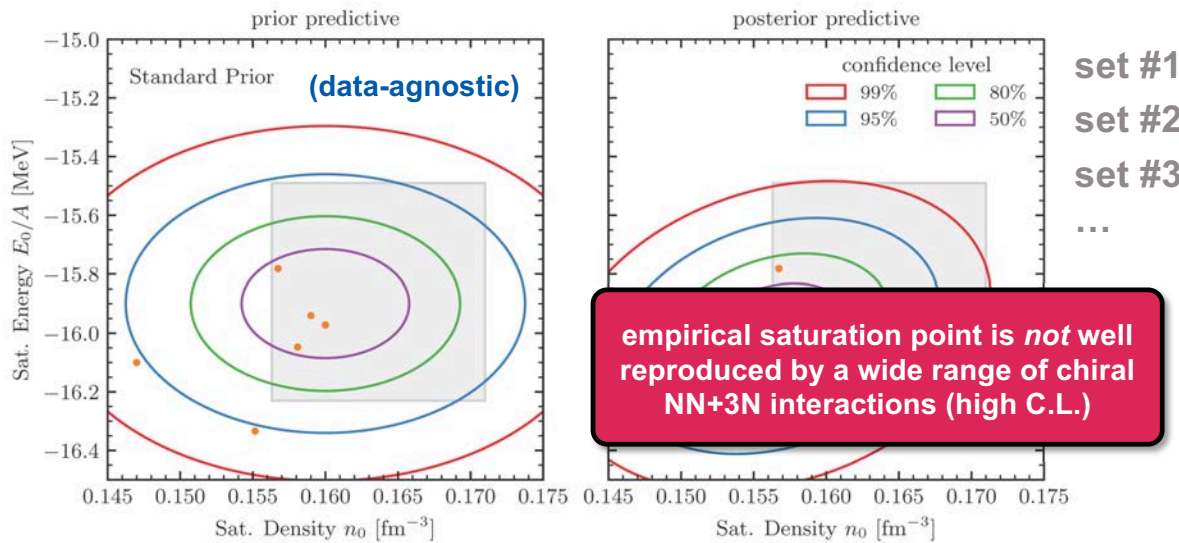 prior predictive
posterior predictive
Standard Prior
(data-agnostic)
confidence level
99%
80%
95%
50%
set #1
set #2
set #3
...
−15.0
−15.2
−15.4
−15.6
−15.8
−16.0
−16.2
−16.4
Sat. Energy E₀/A [MeV]
empirical saturation point is not well
reproduced by a wide range of chiral
NN+3N interactions (high C.L.)
0.145 0.150 0.155 0.160 0.165 0.170 0.175
0.145 0.150 0.155 0.160 0.165 0.170 0.175
Sat. Density n₀ [fm⁻³]
Sat. Density n₀ [fm⁻³]